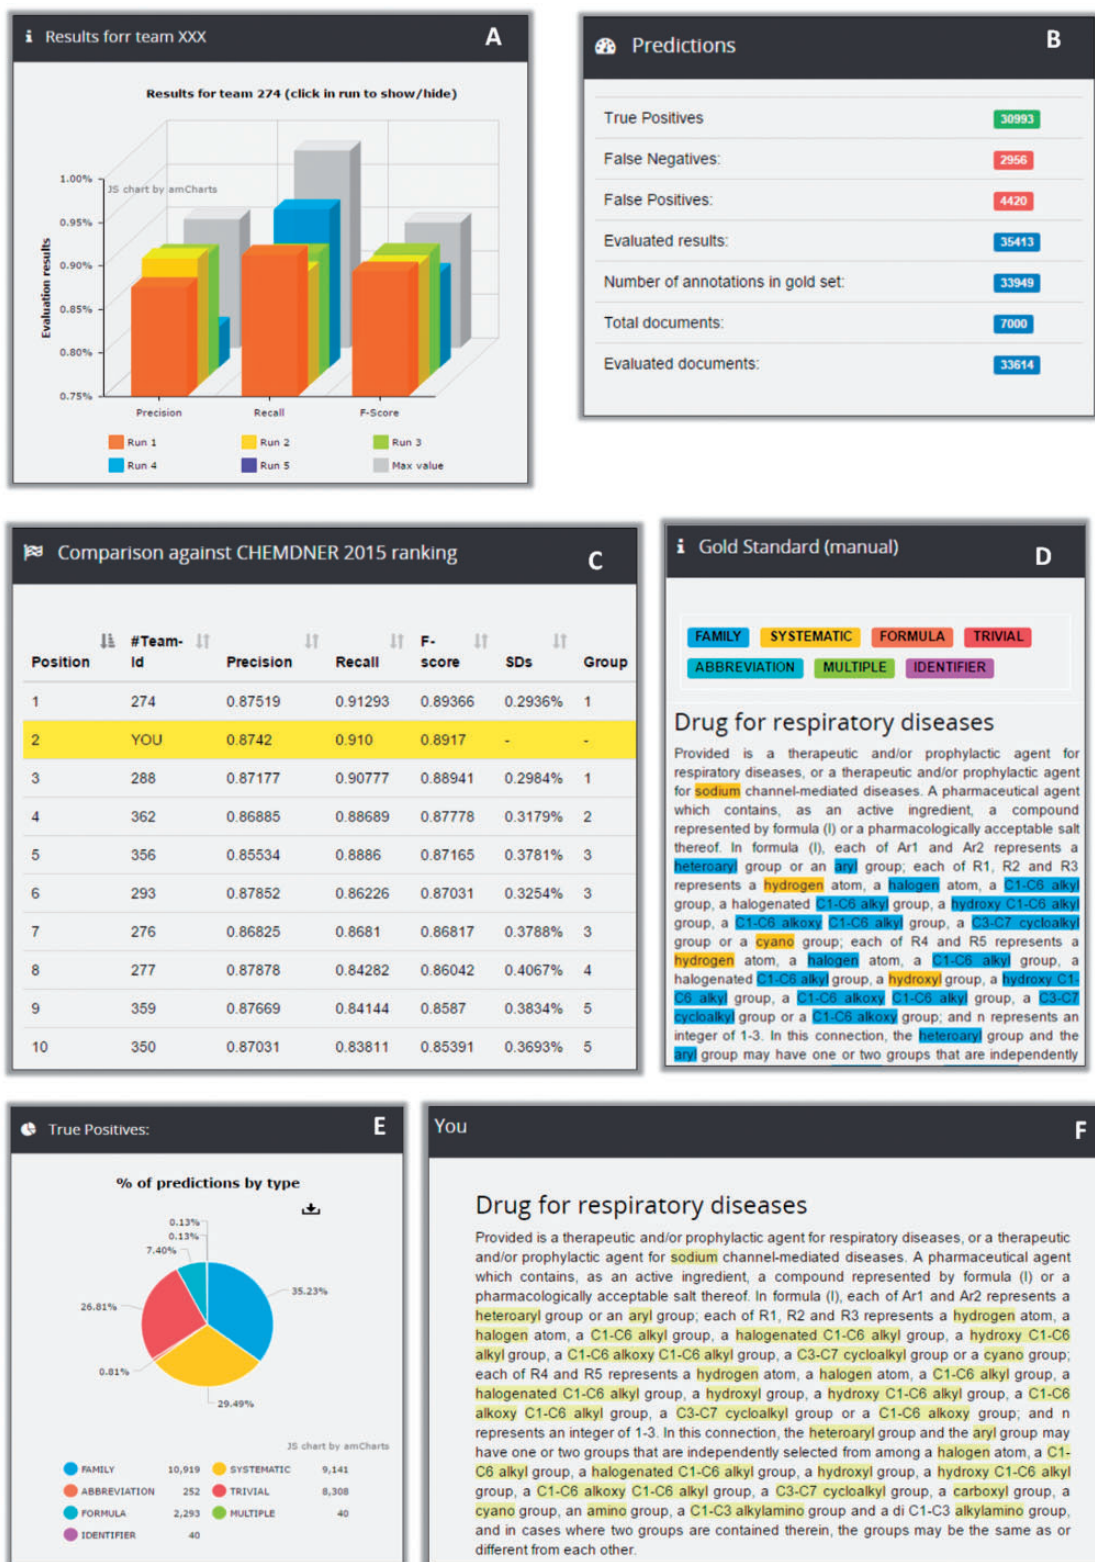 Results forr team XXX
A
Results for team 274 (click in run to show/hide)
JS chart by amCharts
Evaluation results
1.00%
0.95%
0.90%
0.85%
0.80%
0.75%
Precision Recall F-Score
Run 1 Run 2 Run 3
Run 4 Run 5 Max value
Predictions
B
True Positives 30993
False Negatives: 2956
False Positives: 4420
Evaluated results: 35413
Number of annotations in gold set: 33949
Total documents: 7000
Evaluated documents: 33614
Comparison against CHEMDNER 2015 ranking
C
Position #Team-Id Precision Recall F-score SDs Group
1 274 0.87519 0.91293 0.89366 0.2936% 1
2 YOU 0.8742 0.910 0.8917 - -
3 288 0.87177 0.90777 0.88941 0.2984% 1
4 362 0.86885 0.88689 0.87778 0.3179% 2
5 356 0.85534 0.8886 0.87165 0.3781% 3
6 293 0.87852 0.86226 0.87031 0.3254% 3
7 276 0.86825 0.8681 0.86817 0.3788% 3
8 277 0.87878 0.84282 0.86042 0.4067% 4
9 359 0.87669 0.84144 0.8587 0.3834% 5
10 350 0.87031 0.83811 0.85391 0.3693% 5
Gold Standard (manual)
D
FAMILY SYSTEMATIC FORMULA TRIVIAL
ABBREVIATION MULTIPLE IDENTIFIER
Drug for respiratory diseases
Provided is a therapeutic and/or prophylactic agent for
respiratory diseases, or a therapeutic and/or prophylactic agent
for sodium channel-mediated diseases. A pharmaceutical agent
which contains, as an active ingredient, a compound
represented by formula (I) or a pharmacologically acceptable salt
thereof. In formula (I), each of Ar1 and Ar2 represents a
heteroaryl group or an aryl group; each of R1, R2 and R3
represents a hydrogen atom, a halogen atom, a C1-C6 alkyl
group, a halogenated C1-C6 alkyl group, a hydroxy C1-C6 alkyl
group, a C1-C6 alkoxy C1-C6 alkyl group, a C3-C7 cycloalkyl
group or a cyano group; each of R4 and R5 represents a
hydrogen atom, a halogen atom, a C1-C6 alkyl group, a
halogenated C1-C6 alkyl group, a hydroxyl group, a hydroxy C1-
C6 alkyl group, a C1-C6 alkoxy C1-C6 alkyl group, a C3-C7
cycloalkyl group or a C1-C6 alkoxy group; and n represents an
integer of 1-3. In this connection, the heteroaryl group and the
aryl group may have one or two groups that are independently
True Positives:
E
% of predictions by type
0.13%
0.13%
7.40%
35.23%
26.81%
0.81%
29.49%
JS chart by amCharts
FAMILY 10,919 SYSTEMATIC 9,141
ABBREVIATION 252 TRIVIAL 8,308
FORMULA 2,293 MULTIPLE 40
IDENTIFIER 40
You
F
Drug for respiratory diseases
Provided is a therapeutic and/or prophylactic agent for respiratory diseases, or a therapeutic
and/or prophylactic agent for sodium channel-mediated diseases. A pharmaceutical agent
which contains, as an active ingredient, a compound represented by formula (I) or a
pharmacologically acceptable salt thereof. In formula (I), each of Ar1 and Ar2 represents a
heteroaryl group or an aryl group; each of R1, R2 and R3 represents a hydrogen atom, a
halogen atom, a C1-C6 alkyl group, a halogenated C1-C6 alkyl group, a hydroxy C1-C6
alkyl group, a C1-C6 alkoxy C1-C6 alkyl group, a C3-C7 cycloalkyl group or a cyano group;
each of R4 and R5 represents a hydrogen atom, a halogen atom, a C1-C6 alkyl group, a
halogenated C1-C6 alkyl group, a hydroxyl group, a hydroxy C1-C6 alkyl group, a C1-C6
alkoxy C1-C6 alkyl group, a C3-C7 cycloalkyl group or a C1-C6 alkoxy group; and n
represents an integer of 1-3. In this connection, the heteroaryl group and the aryl group may
have one or two groups that are independently selected from among a halogen atom, a C1-
C6 alkyl group, a halogenated C1-C6 alkyl group, a hydroxyl group, a hydroxy C1-C6 alkyl
group, a C1-C6 alkoxy C1-C6 alkyl group, a C3-C7 cycloalkyl group, a carboxyl group, a
cyano group, an amino group, a C1-C3 alkylamino group and a di C1-C3 alkylamino group,
and in cases where two groups are contained therein, the groups may be the same as or
different from each other.